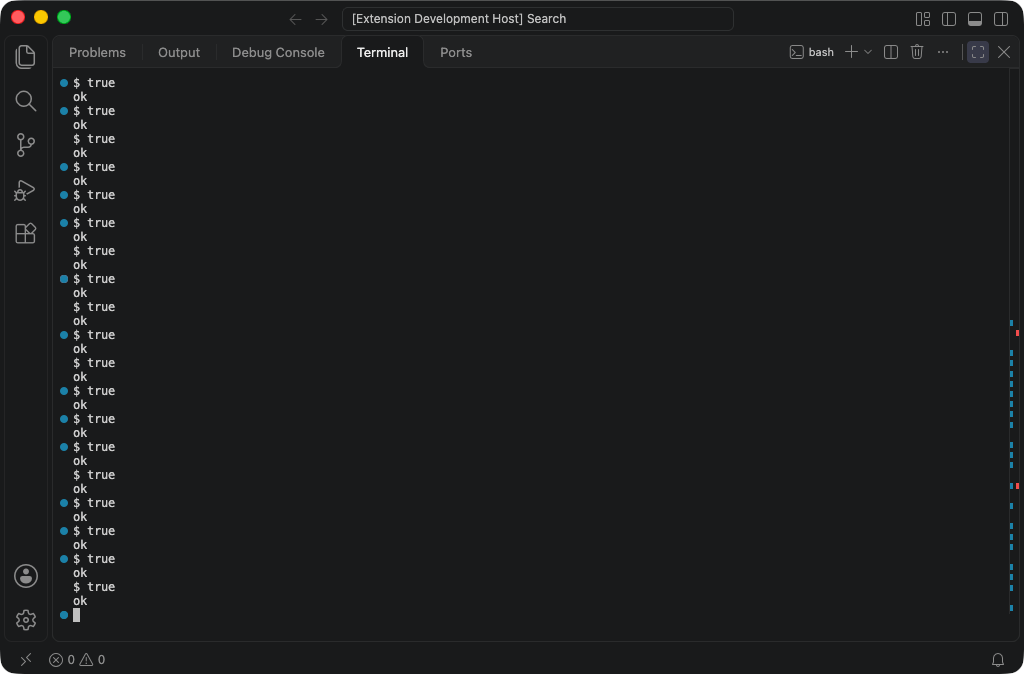 [Extension Development Host] Search
Problems Output Debug Console Terminal Ports bash
$ true
ok
$ true
ok
$ true
ok
$ true
ok
$ true
ok
$ true
ok
$ true
ok
$ true
ok
$ true
ok
$ true
ok
$ true
ok
$ true
ok
$ true
ok
$ true
ok
$ true
ok
$ true
ok
$ true
ok
$ true
ok
$ true
ok
0 0